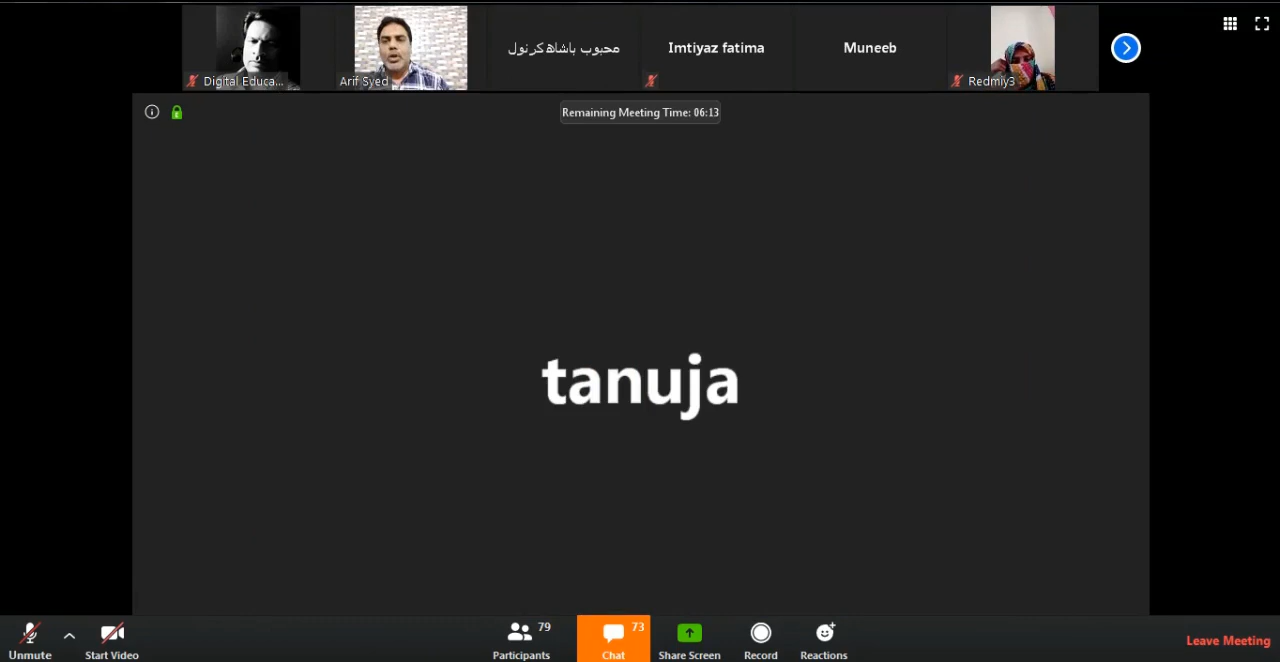 Digital Educa...
Arif Syed
محبوب باشاھ کرنول
Imtiyaz fatima
Muneeb
Redmiy3
Remaining Meeting Time: 06:13
tanuja
Unmute
Start Video
79
Participants
73
Chat
Share Screen
Record
Reactions
Leave Meeting